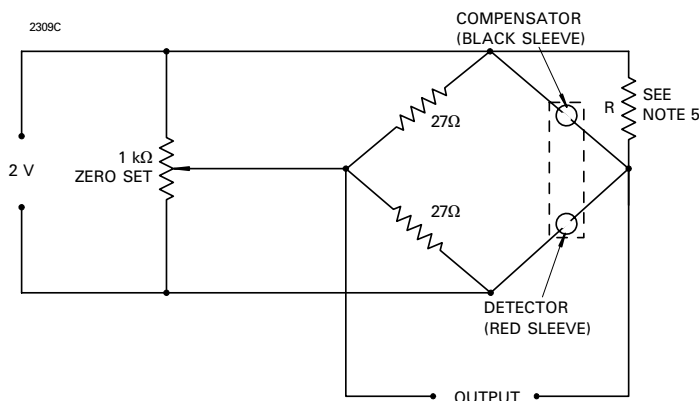 2309C
COMPENSATOR
(BLACK SLEEVE)
27Ω
R
SEE
NOTE 5
2 V
1 kΩ
ZERO SET
27Ω
DETECTOR
(RED SLEEVE)
OUTPUT